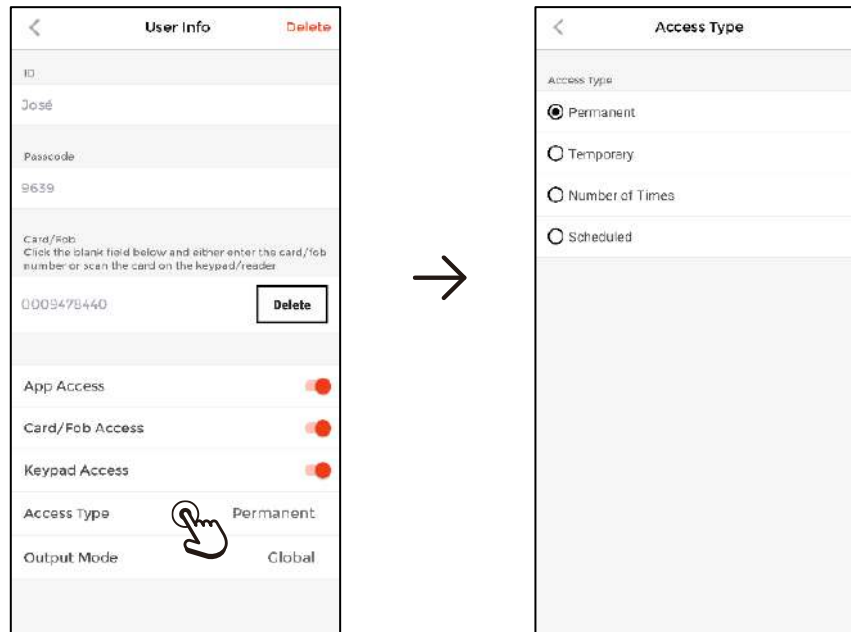 User Info
Delete
ID
José
Passcode
9639
Card/Fob
Click the blank field below and either enter the card/fob
number or scan the card on the keypad/reader
0009478440
Delete
App Access
Card/Fob Access
Keypad Access
Access Type Permanent
Output Mode Global
Access Type
Access Type
Permanent
Temporary
Number of Times
Scheduled